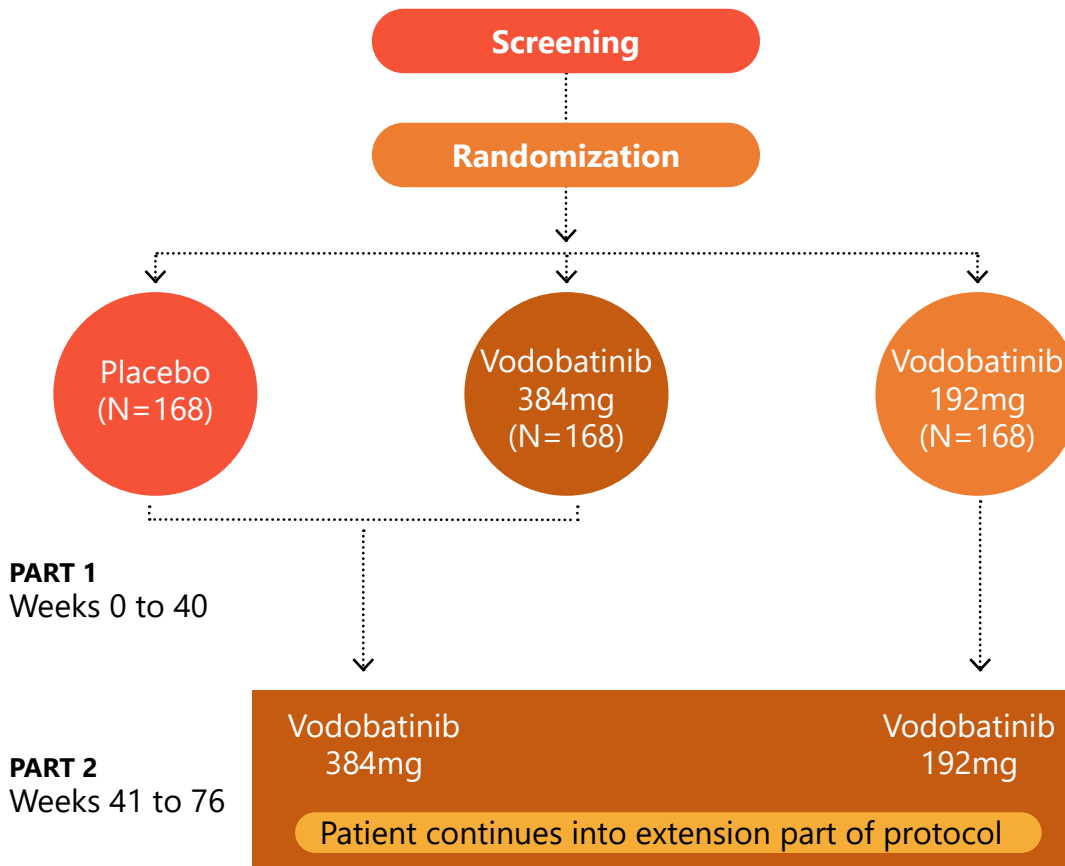 Screening
Randomization
Placebo
(N=168)
Vodobatinib
384mg
(N=168)
Vodobatinib
192mg
(N=168)
PART 1
Weeks 0 to 40
PART 2
Weeks 41 to 76
Vodobatinib
384mg
Vodobatinib
192mg
Patient continues into extension part of protocol